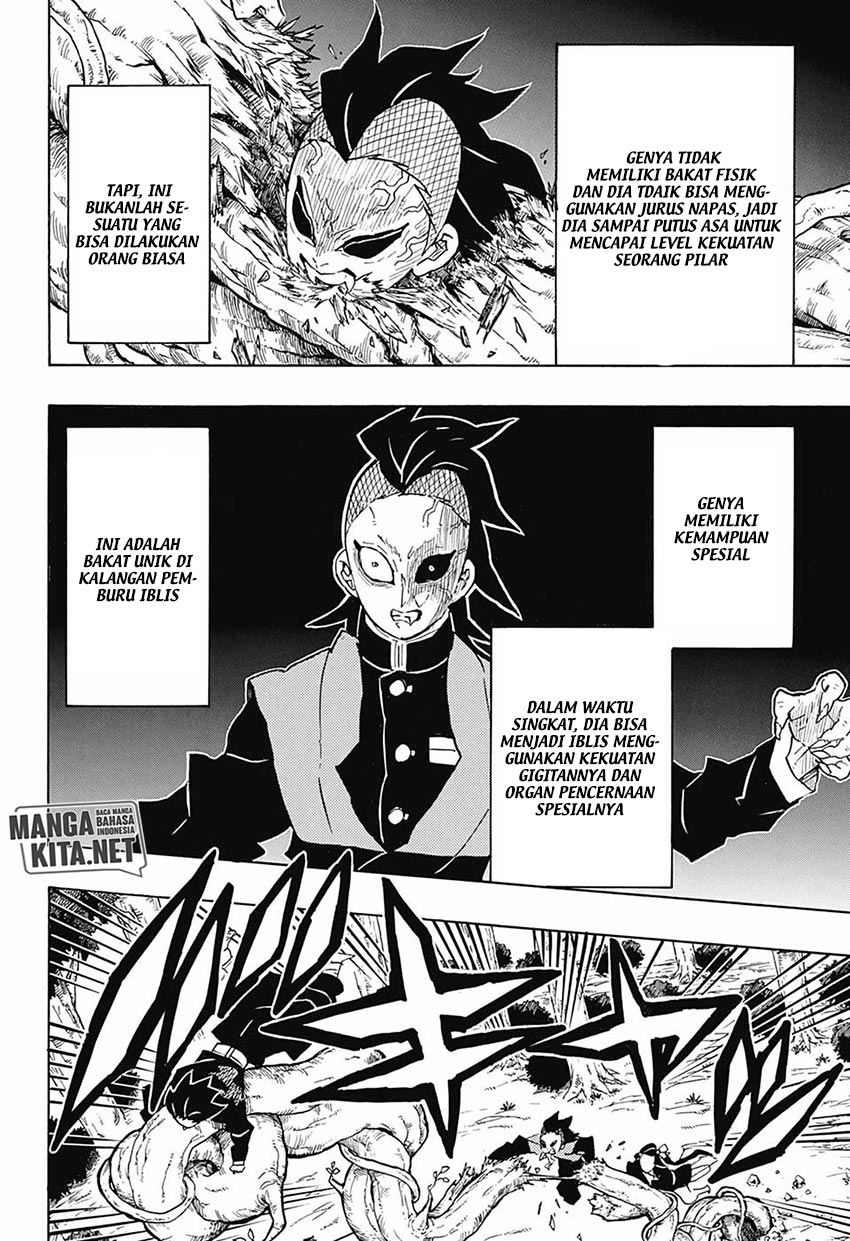 GENYA TIDAK
MEMILIKI BAKAT FISIK
DAN DIA TDAIK BISA MENG-
GUNAKAN JURUS NAPAS, JADI
DIA SAMPAI PUTUS ASA UNTUK
MENCAPAI LEVEL KEKUATAN
SEORANG PILAR
TAPI, INI
BUKANLAH SE-
SUATU YANG
BISA DILAKUKAN
ORANG BIASA
GENYA
MEMILIKI
KEMAMPUAN
SPESIAL
DALAM WAKTU
SINGKAT, DIA BISA
MENJADI IBLIS MENG-
GUNAKAN KEKUATAN
GIGITANNYA DAN
ORGAN PENCERNAAN
SPESIALNYA
INI ADALAH
BAKAT UNIK DI
KALANGAN PEM-
BURU IBLIS
MANGA
KITA.NET
BACA MANGA
BAHASA
INDONESIA